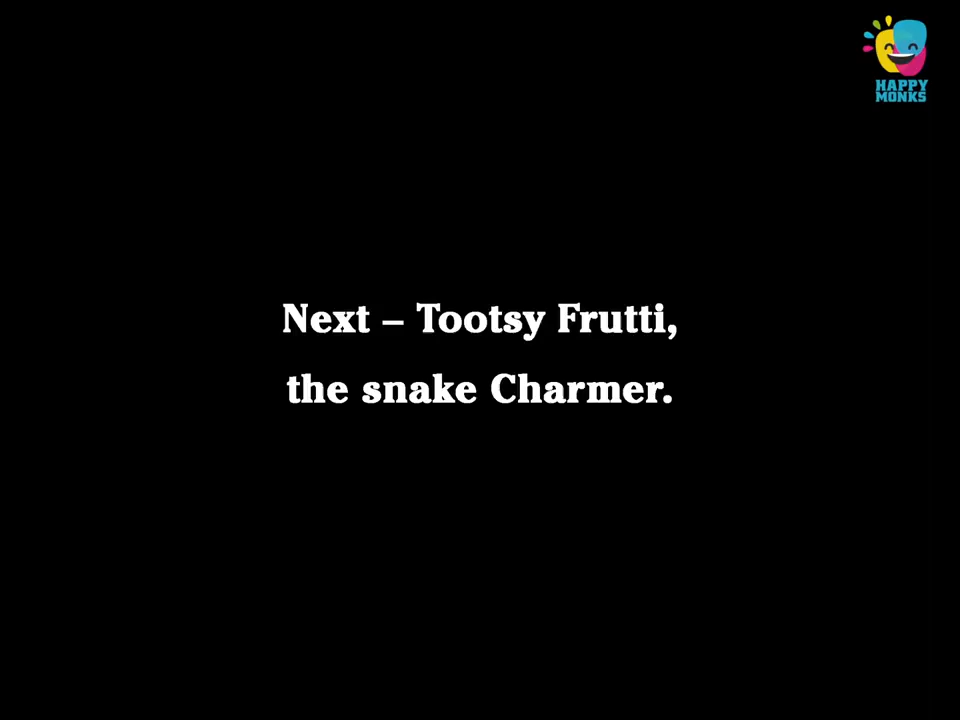 HAPPY
MONKS
Next – Tootsy Frutti,
the snake Charmer.